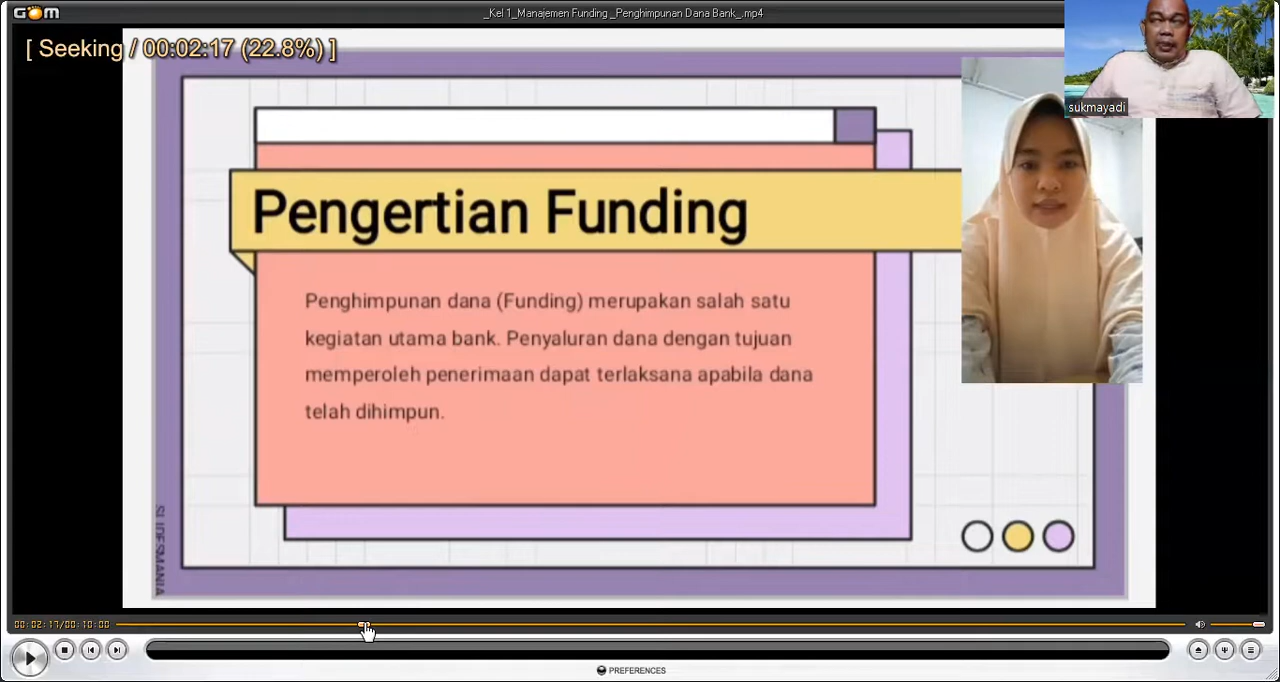 GOM
_Kel 1_Manajemen Funding _Penghimpunan Dana Bank_.mp4
[ Seeking / 00:02:17 (22.8%) ]
sukmayadi
Pengertian Funding
Penghimpunan dana (Funding) merupakan salah satu
kegiatan utama bank. Penyaluran dana dengan tujuan
memperoleh penerimaan dapat terlaksana apabila dana
telah dihimpun.
SLIDESMANIA
00:02:17/00:10:00
PREFERENCES